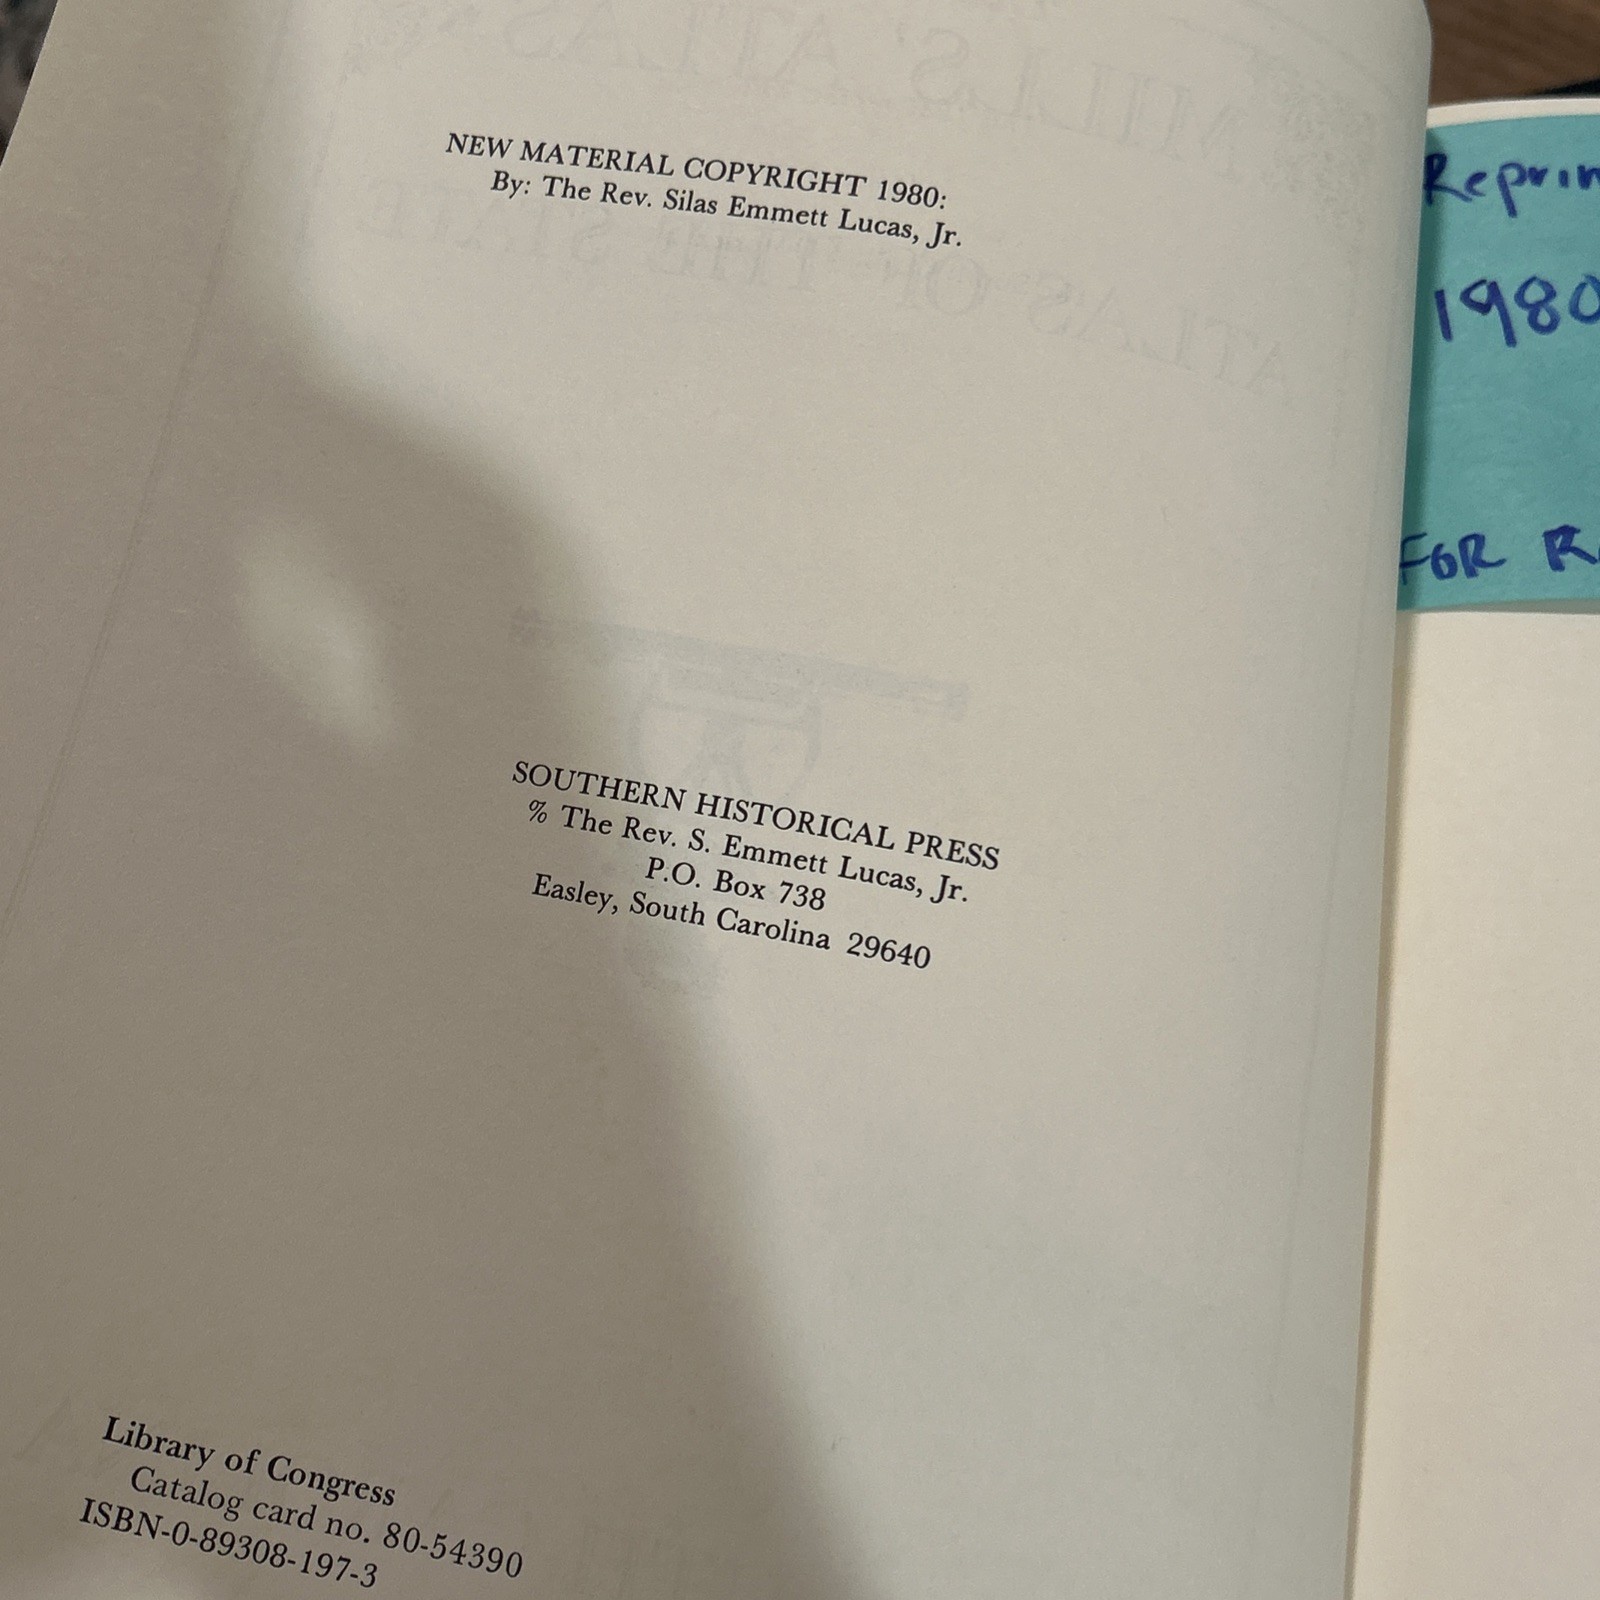 NEW MATERIAL COPYRIGHT 1980:
By: The Rev. Silas Emmett Lucas, Jr.
SOUTHERN HISTORICAL PRESS
% The Rev. S. Emmett Lucas, Jr.
P.O. Box 738
Easley, South Carolina 29640
Library of Congress
Catalog card no. 80-54390
ISBN-0-89308-197-3
Reprin
1980
FOR R